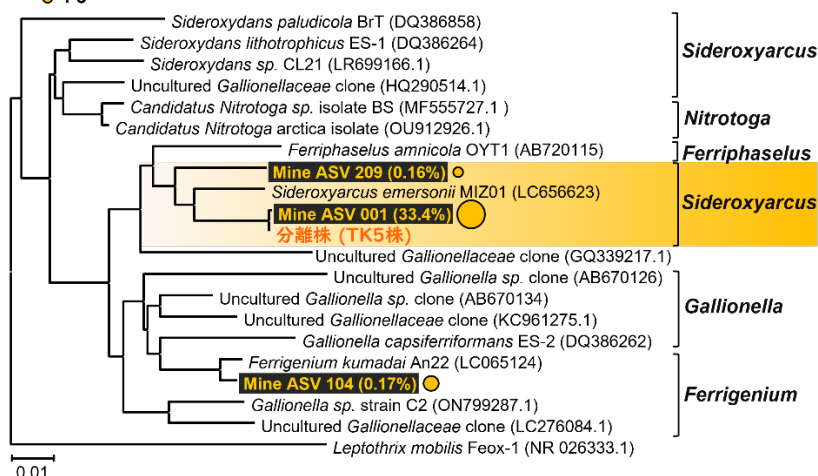 Sideroxydans paludicola BrT (DQ386858)
Sideroxydans lithotrophicus ES-1 (DQ386264)
Sideroxydans sp. CL21 (LR699166.1)
Uncultured Gallionellaceae clone (HQ290514.1)
Sideroxyarcus
Candidatus Nitrotoga sp. isolate BS (MF555727.1 )
Candidatus Nitrotoga arctica isolate (OU912926.1)
Nitrotoga
Ferriphaselus amnicola OYT1 (AB720115)
Ferriphaselus
Mine ASV 209 (0.16%)
Sideroxyarcus emersonii MIZ01 (LC656623)
Mine ASV 001 (33.4%)
分離株 (TK5株)
Sideroxyarcus
Uncultured Gallionellaceae clone (GQ339217.1)
Uncultured Gallionella sp. clone (AB670126)
Uncultured Gallionella sp. clone (AB670134)
Uncultured Gallionellaceae clone (KC961275.1)
Gallionella capsiferriformans ES-2 (DQ386262)
Gallionella
Ferrigenium kumadai An22 (LC065124)
Mine ASV 104 (0.17%)
Gallionella sp. strain C2 (ON799287.1)
Uncultured Gallionellaceae clone (LC276084.1)
Ferrigenium
Leptothrix mobilis Feox-1 (NR 026333.1)
0.01